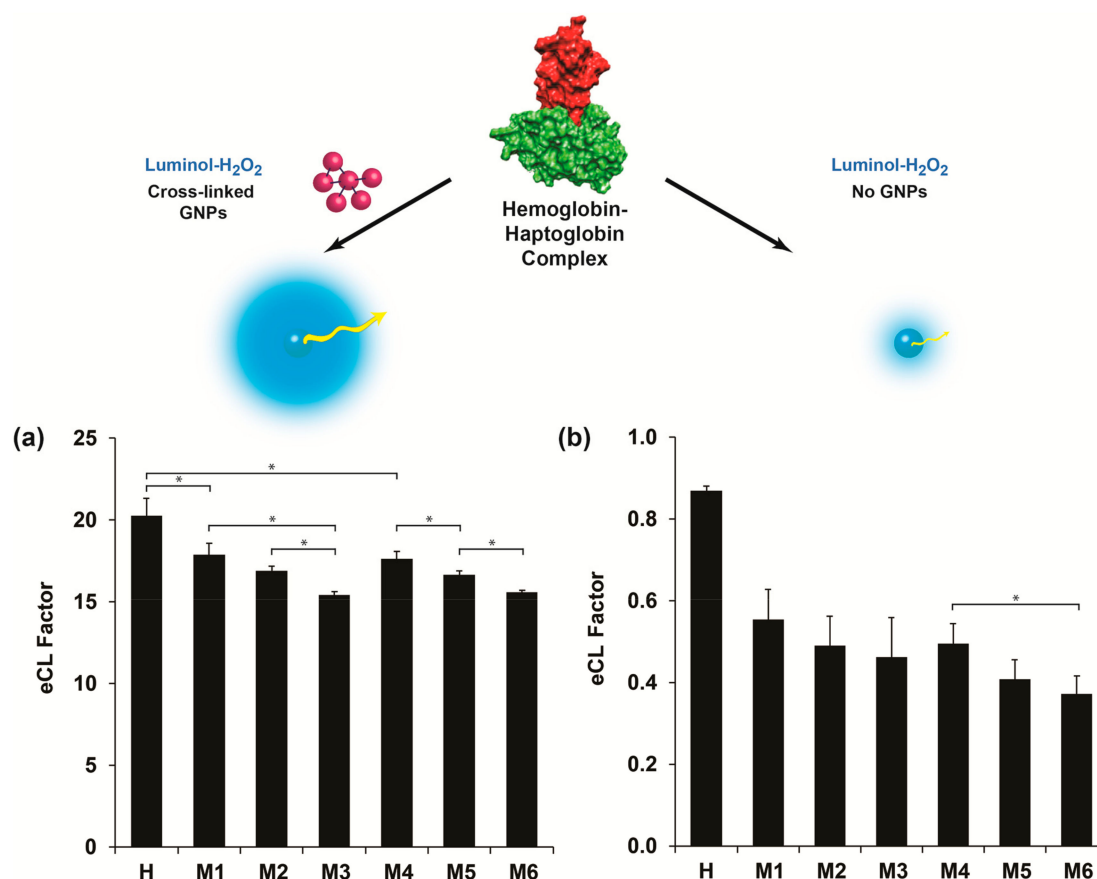 Luminol-H₂O₂
Cross-linked
GNPs
Hemoglobin-
Haptoglobin
Complex
Luminol-H₂O₂
No GNPs
(a)
eCL Factor
25
20
15
10
5
0
*
*
*
*
*
*
H M1 M2 M3 M4 M5 M6
(b)
eCL Factor
1.0
0.8
0.6
0.4
0.2
0.0
*
H M1 M2 M3 M4 M5 M6